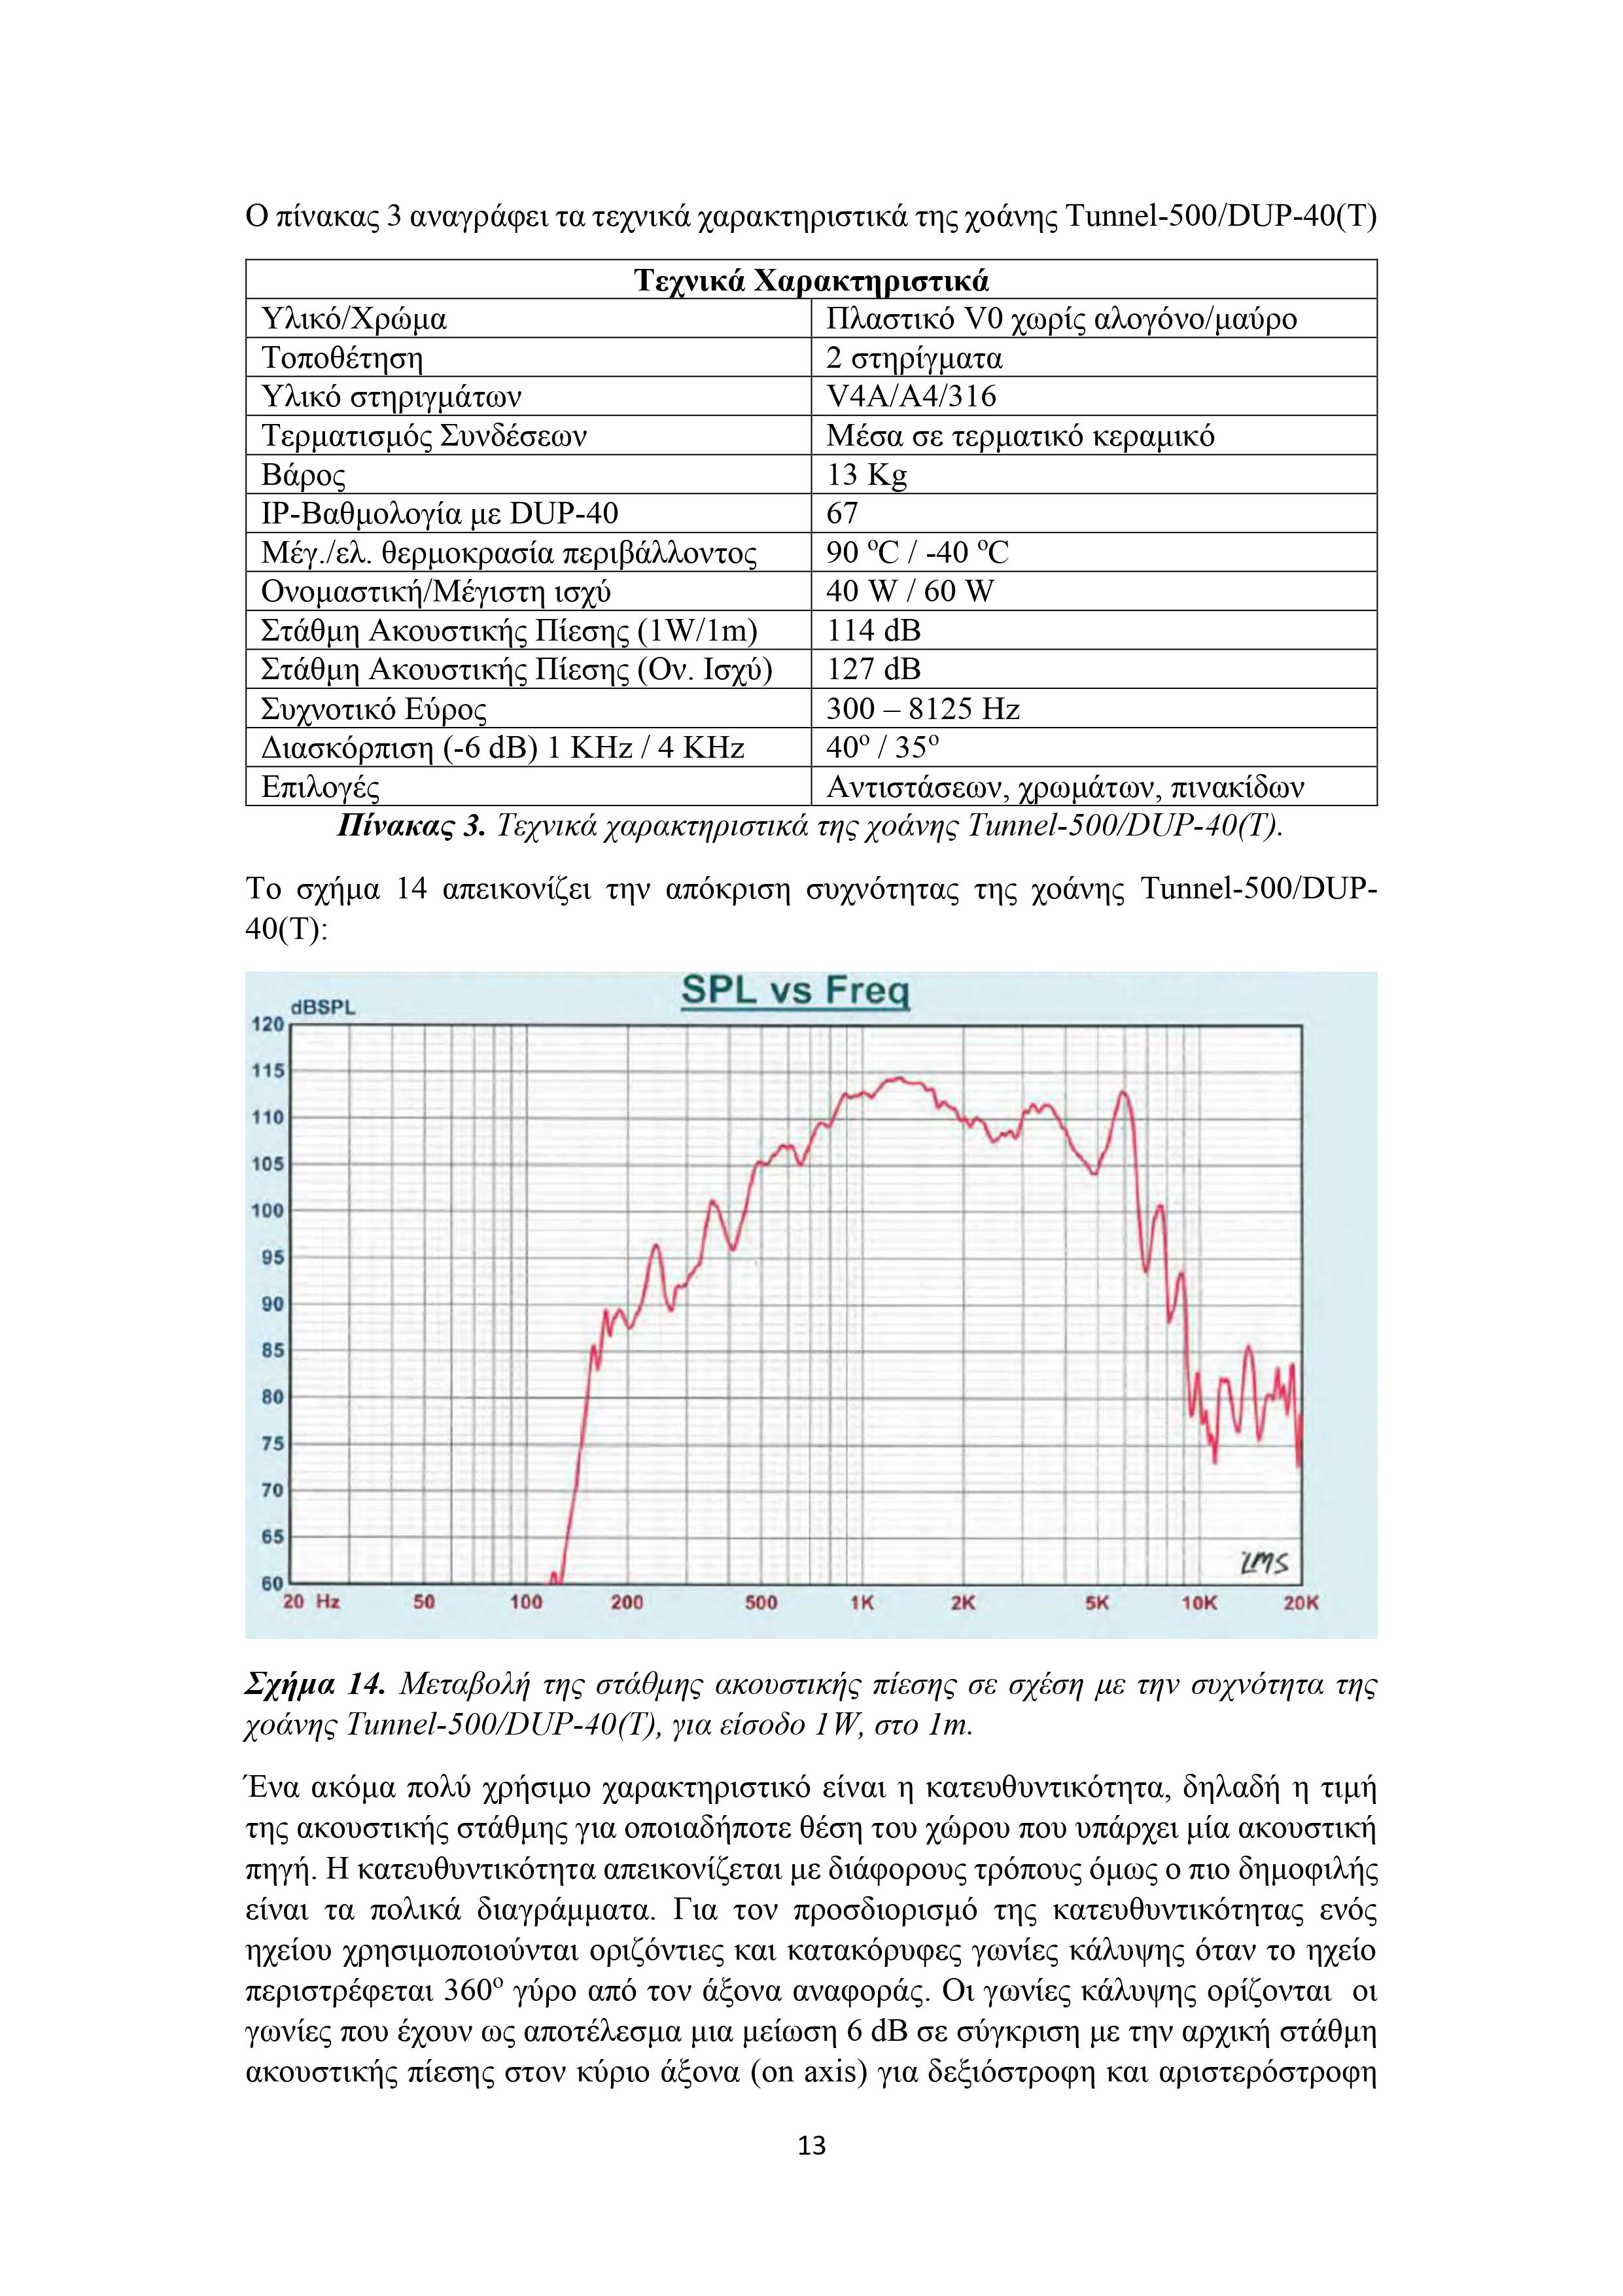 Ο πίνακας 3 αναγράφει τα τεχνικά χαρακτηριστικά της χοάνης Tunnel-500/DUP-40(T)
Τεχνικά Χαρακτηριστικά
Υλικό/Χρώμα Πλαστικό V0 χωρίς αλογόνο/μαύρο
Τοποθέτηση 2 στηρίγματα
Υλικό στηριγμάτων V4A/A4/316
Τερματισμός Συνδέσεων Μέσα σε τερματικό κεραμικό
Βάρος 13 Kg
IP-Βαθμολογία με DUP-40 67
Μέγ./ελ. θερμοκρασία περιβάλλοντος 90 ºC / -40 ºC
Ονομαστική/Μέγιστη ισχύ 40 W / 60 W
Στάθμη Ακουστικής Πίεσης (1W/1m) 114 dB
Στάθμη Ακουστικής Πίεσης (Ον. Ισχύ) 127 dB
Συχνοτικό Εύρος 300 – 8125 Hz
Διασκόρπιση (-6 dB) 1 KHz / 4 KHz 40º / 35º
Επιλογές Αντιστάσεων, χρωμάτων, πινακίδων
Πίνακας 3. Τεχνικά χαρακτηριστικά της χοάνης Tunnel-500/DUP-40(T).
Το σχήμα 14 απεικονίζει την απόκριση συχνότητας της χοάνης Tunnel-500/DUP-
40(T):
SPL vs Freq
dBSPL
120
115
110
105
100
95
90
85
80
75
70
65
60
LMS
20 Hz 50 100 200 500 1K 2K 5K 10K 20K
Σχήμα 14. Μεταβολή της στάθμης ακουστικής πίεσης σε σχέση με την συχνότητα της
χοάνης Tunnel-500/DUP-40(T), για είσοδο 1W, στο 1m.
Ένα ακόμα πολύ χρήσιμο χαρακτηριστικό είναι η κατευθυντικότητα, δηλαδή η τιμή
της ακουστικής στάθμης για οποιαδήποτε θέση του χώρου που υπάρχει μία ακουστική
πηγή. Η κατευθυντικότητα απεικονίζεται με διάφορους τρόπους όμως ο πιο δημοφιλής
είναι τα πολικά διαγράμματα. Για τον προσδιορισμό της κατευθυντικότητας ενός
ηχείου χρησιμοποιούνται οριζόντιες και κατακόρυφες γωνίες κάλυψης όταν το ηχείο
περιστρέφεται 360º γύρο από τον άξονα αναφοράς. Οι γωνίες κάλυψης ορίζονται οι
γωνίες που έχουν ως αποτέλεσμα μια μείωση 6 dB σε σύγκριση με την αρχική στάθμη
ακουστικής πίεσης στον κύριο άξονα (on axis) για δεξιόστροφη και αριστερόστροφη
13